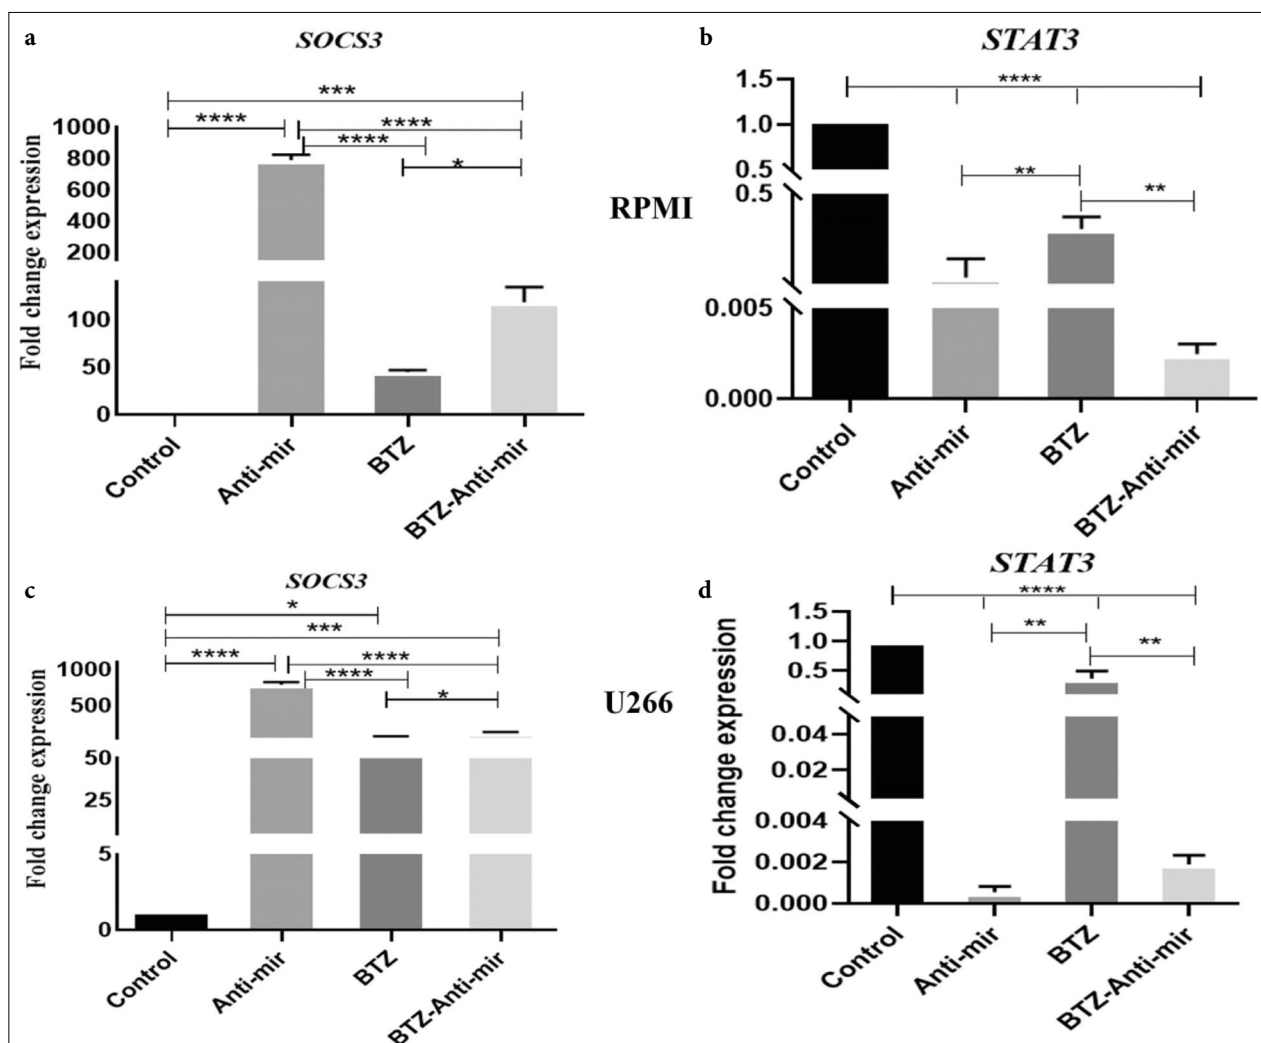 a
SOCS3
***
****
****
****
*
Fold change expression
1000
800
600
400
200
100
50
0
Control
Anti-mir
BTZ
BTZ-Anti-mir
RPMI
b
STAT3
****
**
**
1.5
1.0
0.5
0.5
0.005
0.000
Control
Anti-mir
BTZ
BTZ-Anti-mir
c
SOCS3
*
***
****
****
****
*
Fold change expression
1000
500
50
25
5
0
Control
Anti-mir
BTZ
BTZ-Anti-mir
U266
d
STAT3
****
**
**
Fold change expression
1.5
1.0
0.5
0.04
0.02
0.004
0.002
0.000
Control
Anti-mir
BTZ
BTZ-Anti-mir